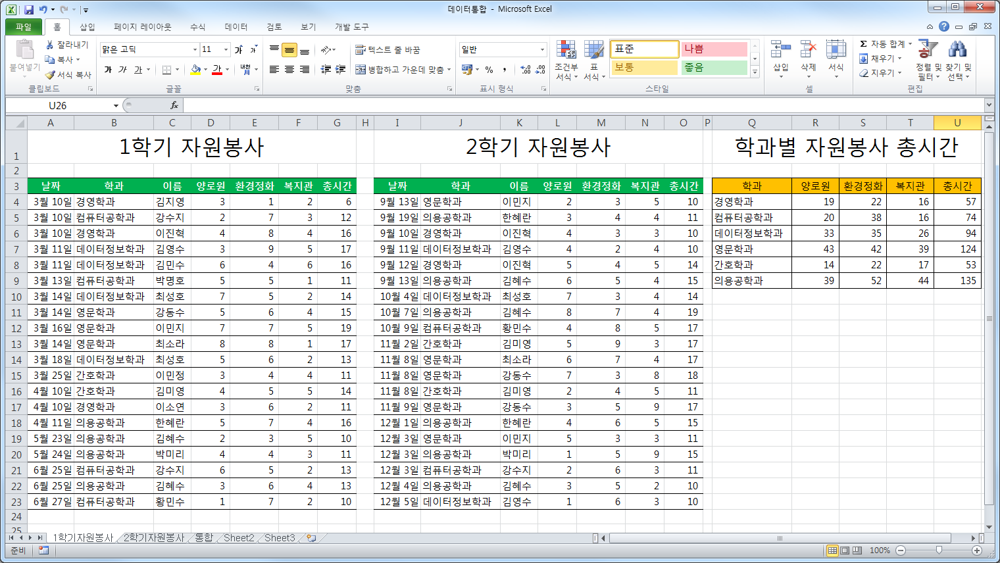 데이터통합 - Microsoft Excel
파일 홈 삽입 페이지 레이아웃 수식 데이터 검토 보기 개발 도구
붙여넣기 잘라내기 복사 서식 복사 클립보드
맑은 고딕 11 가 가 가 가 가 가 내천 글꼴
텍스트 줄 바꿈 병합하고 가운데 맞춤 맞춤
일반 % , .00 .00 표시 형식
조건부 서식 표 서식 표준 나쁨 보통 좋음 스타일
삽입 삭제 서식 셀
Σ 자동 합계 채우기 지우기 정렬 및 필터 찾기 및 선택 편집
U26 fx
A B C D E F G H I J K L M N O P Q R S T U
1 1학기 자원봉사 2학기 자원봉사 학과별 자원봉사 총시간
2
3 날짜 학과 이름 양로원 환경정화 복지관 총시간 날짜 학과 이름 양로원 환경정화 복지관 총시간 학과 양로원 환경정화 복지관 총시간
4 3월 10일 경영학과 김지영 3 1 2 6 9월 13일 영문학과 이민지 2 3 5 10 경영학과 19 22 16 57
5 3월 10일 컴퓨터공학과 강수지 2 7 3 12 9월 19일 의용공학과 한혜란 3 4 4 11 컴퓨터공학과 20 38 16 74
6 3월 10일 경영학과 이진혁 4 8 4 16 9월 10일 경영학과 이진혁 4 3 3 10 데이터정보학과 33 35 26 94
7 3월 11일 데이터정보학과 김영수 3 9 5 17 9월 11일 데이터정보학과 김영수 4 2 4 10 영문학과 43 42 39 124
8 3월 11일 데이터정보학과 김민수 6 4 6 16 9월 12일 경영학과 이진혁 5 4 5 14 간호학과 14 22 17 53
9 3월 13일 컴퓨터공학과 박명호 5 5 1 11 9월 13일 의용공학과 김혜수 6 5 4 15 의용공학과 39 52 44 135
10 3월 14일 데이터정보학과 최성호 7 5 2 14 10월 4일 데이터정보학과 최성호 7 3 4 14
11 3월 14일 영문학과 강동수 5 6 4 15 10월 7일 의용공학과 김혜수 8 7 4 19
12 3월 16일 영문학과 이민지 7 7 5 19 10월 9일 컴퓨터공학과 황민수 4 8 5 17
13 3월 14일 영문학과 최소라 8 8 1 17 11월 2일 간호학과 김미영 5 9 3 17
14 3월 18일 데이터정보학과 최성호 5 6 2 13 11월 8일 영문학과 최소라 6 7 4 17
15 3월 25일 간호학과 이민정 3 4 4 11 11월 8일 영문학과 강동수 7 3 8 18
16 4월 10일 간호학과 김미영 4 5 5 14 11월 8일 간호학과 김미영 2 4 5 11
17 4월 10일 경영학과 이소연 3 6 2 11 11월 9일 영문학과 강동수 3 5 9 17
18 4월 11일 의용공학과 한혜란 5 7 4 16 12월 1일 의용공학과 한혜란 4 6 5 15
19 5월 23일 의용공학과 김혜수 2 3 5 10 12월 3일 영문학과 이민지 5 3 3 11
20 5월 24일 의용공학과 박미리 4 4 3 11 12월 3일 의용공학과 박미리 1 5 9 15
21 6월 25일 컴퓨터공학과 강수지 6 5 2 13 12월 3일 컴퓨터공학과 강수지 2 6 3 11
22 6월 25일 의용공학과 김혜수 3 6 4 13 12월 4일 의용공학과 김혜수 3 5 2 10
23 6월 27일 컴퓨터공학과 황민수 1 7 2 10 12월 5일 데이터정보학과 김영수 1 6 3 10
24
25
1학기자원봉사 2학기자원봉사 통합 Sheet2 Sheet3
준비 100%